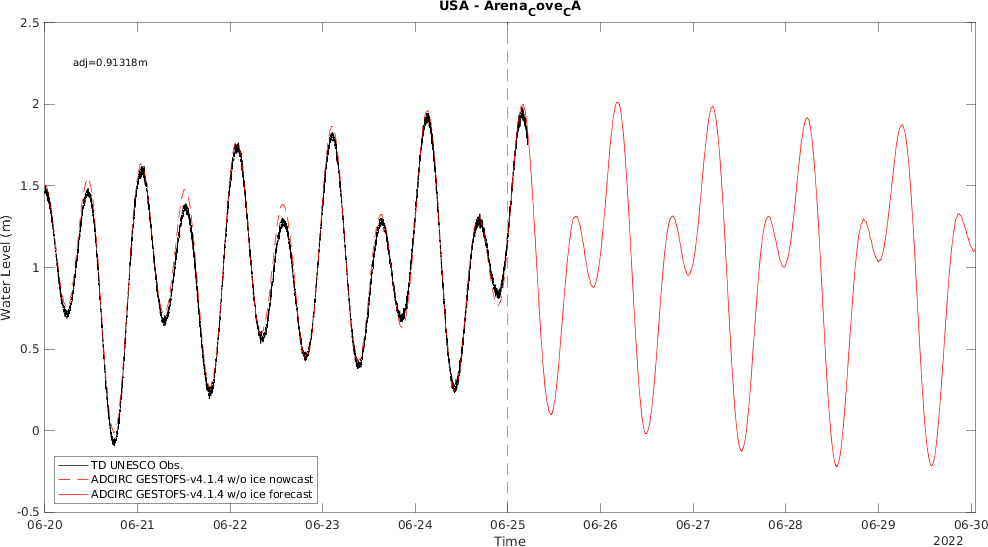 USA - Arena_Cove_CA
2.5
adj=0.91318m
2
1.5
Water Level (m)
1
0.5
0
TD UNESCO Obs.
ADCIRC GESTOFS-v4.1.4 w/o ice nowcast
ADCIRC GESTOFS-v4.1.4 w/o ice forecast
-0.5
06-20 06-21 06-22 06-23 06-24 06-25 06-26 06-27 06-28 06-29 06-30
Time
2022